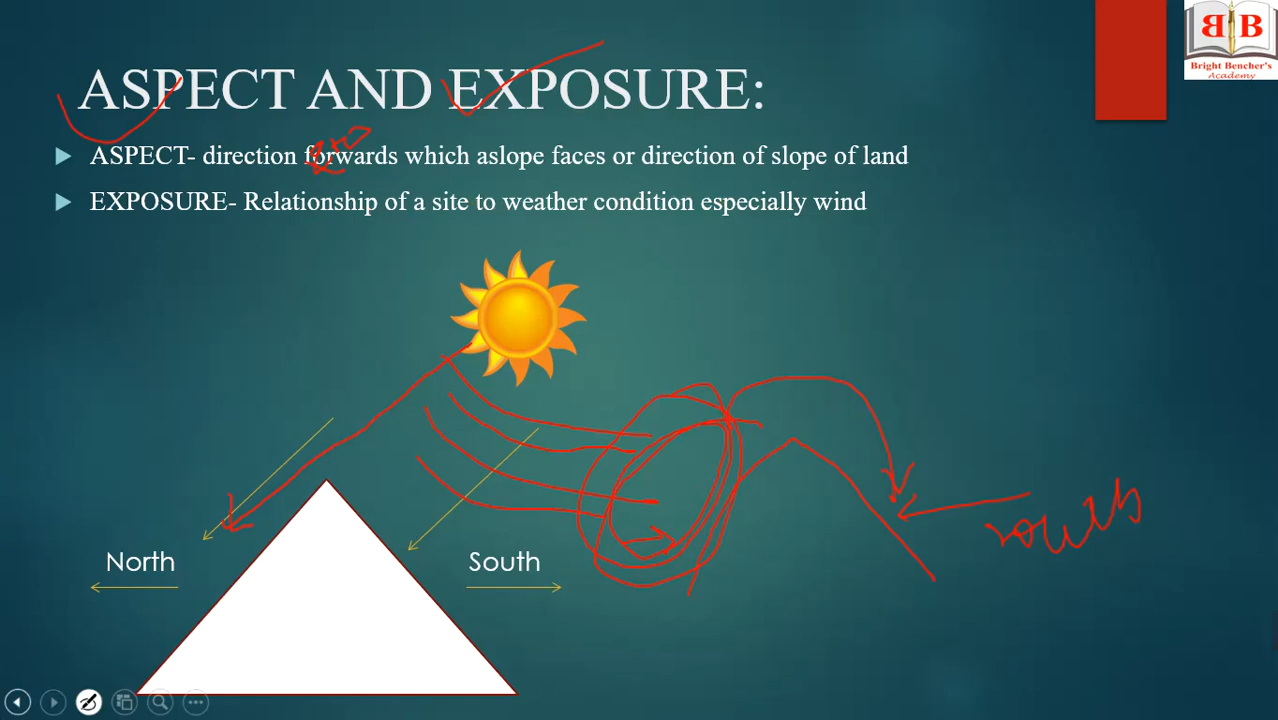 BB
Bright Bencher's
Academy
ASPECT AND EXPOSURE:
ASPECT- direction forwards which aslope faces or direction of slope of land
EXPOSURE- Relationship of a site to weather condition especially wind
North
South
south